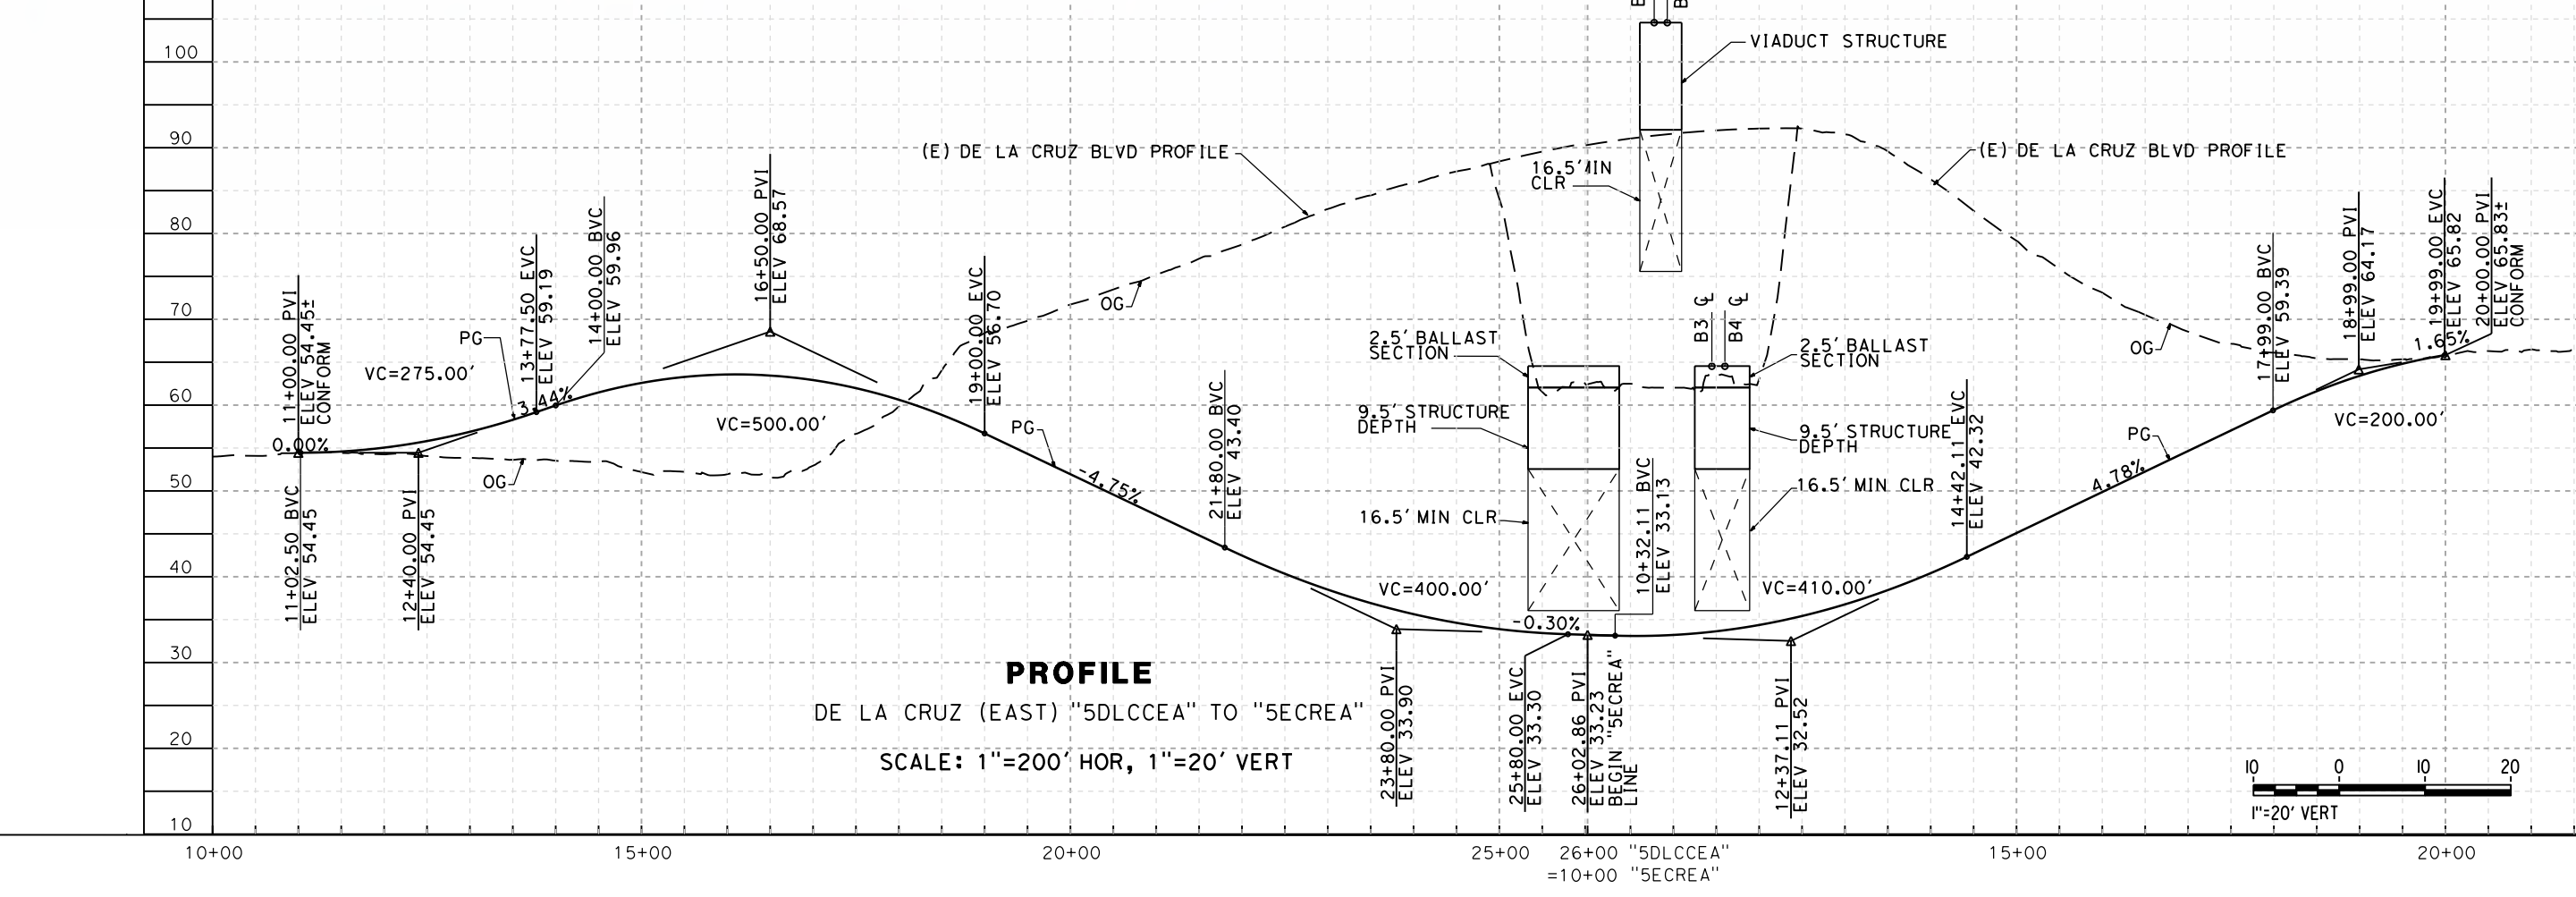 100
90
80
70
60
50
40
30
20
10
VIADUCT STRUCTURE
(E) DE LA CRUZ BLVD PROFILE
16.5' MIN
CLR
(E) DE LA CRUZ BLVD PROFILE
11+00.00 PVI
ELEV 54.45±
CONFORM
0.00%
11+02.50 BVC
ELEV 54.45
VC=275.00'
12+40.00 PVI
ELEV 54.45
PG
OG
13+77.50 EVC
ELEV 59.19
3.44%
14+00.00 BVC
ELEV 59.96
16+50.00 PVI
ELEV 68.57
VC=500.00'
19+00.00 EVC
ELEV 56.70
PG
OG
-4.75%
21+80.00 BVC
ELEV 43.40
2.5' BALLAST
SECTION
9.5' STRUCTURE
DEPTH
16.5' MIN CLR
VC=400.00'
23+80.00 PVI
ELEV 33.90
-0.30%
25+80.00 EVC
ELEV 33.30
26+02.86 PVI
ELEV 33.23
BEGIN "5ECREA"
LINE
10+32.11 BVC
ELEV 33.13
B3 ℄
B4 ℄
2.5' BALLAST
SECTION
9.5' STRUCTURE
DEPTH
16.5' MIN CLR
VC=410.00'
12+37.11 PVI
ELEV 32.52
14+42.11 EVC
ELEV 42.32
PG
4.78%
OG
17+99.00 BVC
ELEV 59.39
18+99.00 PVI
ELEV 64.17
VC=200.00'
19+99.00 EVC
ELEV 65.82
1.65%
20+00.00 PVI
ELEV 65.83±
CONFORM
PROFILE
DE LA CRUZ (EAST) "5DLCCEA" TO "5ECREA"
SCALE: 1"=200' HOR, 1"=20' VERT
10 0 10 20
1"=20' VERT
10+00 15+00 20+00 25+00 26+00 "5DLCCEA" 15+00 20+00
=10+00 "5ECREA"